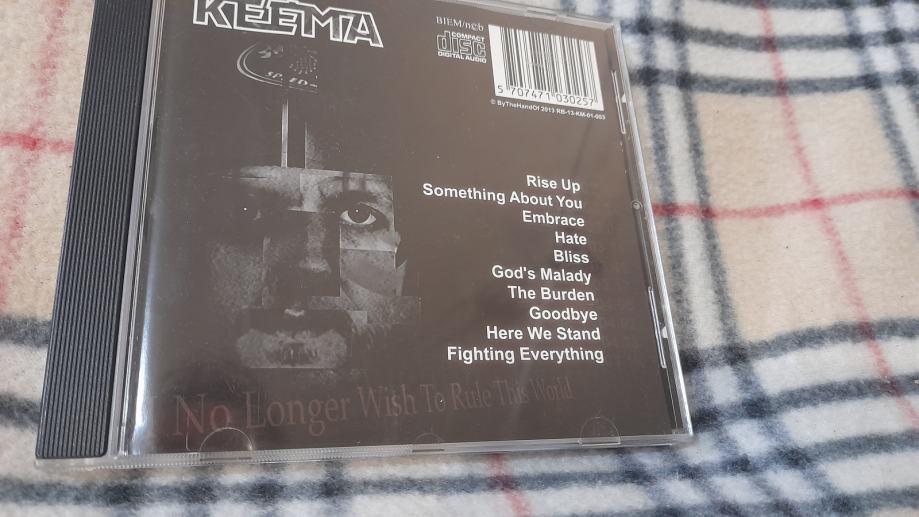 KEEMA
BIEM/ncb
COMPACT
disc
DIGITAL AUDIO
5 707471 030257
© ByTheHandOf 2013 RB-13-KM-01-003
Rise Up
Something About You
Embrace
Hate
Bliss
God's Malady
The Burden
Goodbye
Here We Stand
Fighting Everything
No Longer Wish To Rule This World